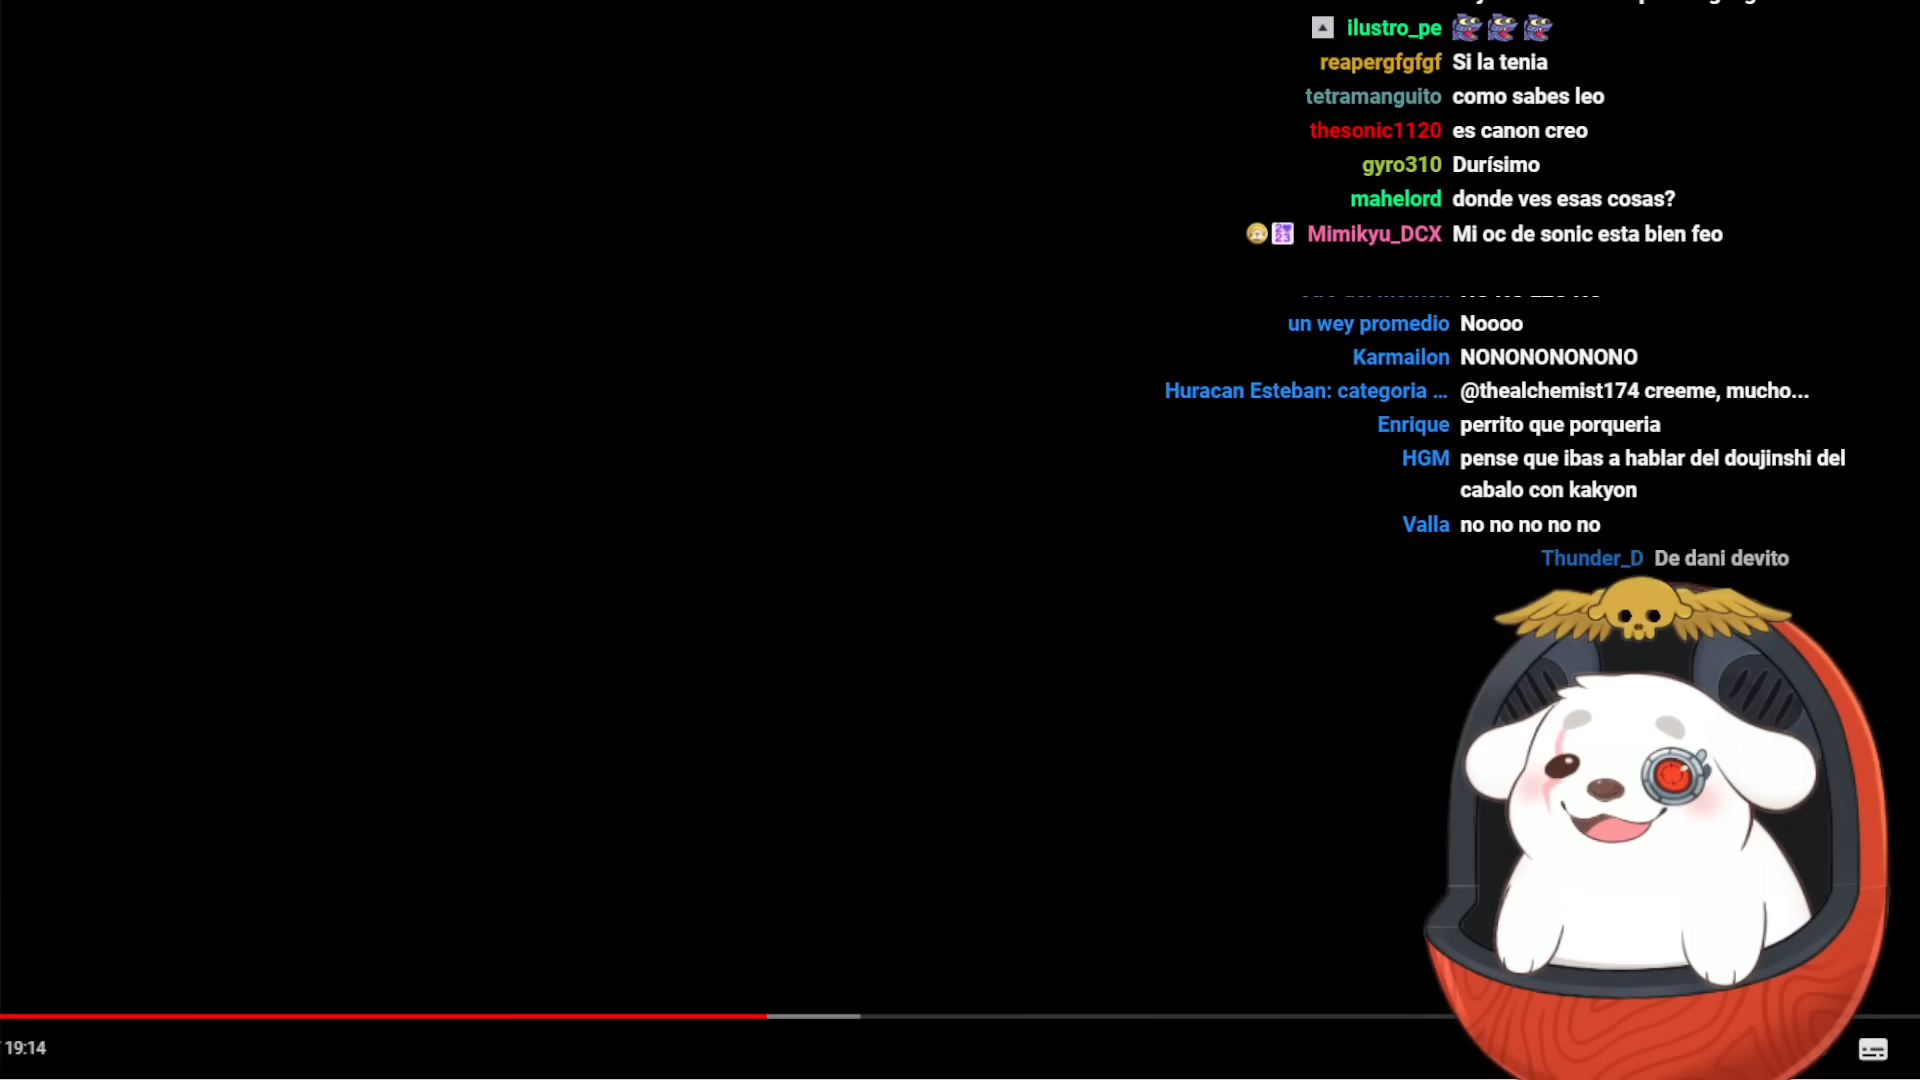 ilustro_pe
reapergfgfgf Si la tenia
tetramanguito como sabes leo
thesonic1120 es canon creo
gyro310 Durísimo
mahelord donde ves esas cosas?
Mimikyu_DCX Mi oc de sonic esta bien feo
un wey promedio Noooo
Karmailon NONONONONONO
Huracan Esteban: categoria ... @thealchemist174 creeme, mucho...
Enrique perrito que porqueria
HGM pense que ibas a hablar del doujinshi del
cabalo con kakyon
Valla no no no no no
Thunder_D De dani devito
19:14